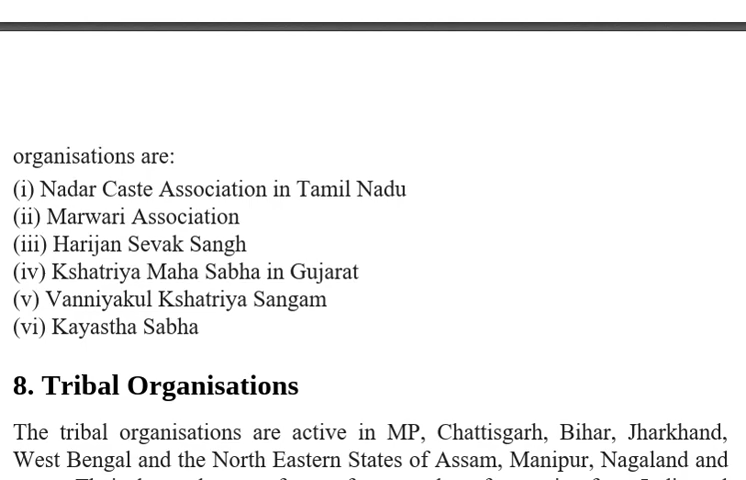 organisations are:
(i) Nadar Caste Association in Tamil Nadu
(ii) Marwari Association
(iii) Harijan Sevak Sangh
(iv) Kshatriya Maha Sabha in Gujarat
(v) Vanniyakul Kshatriya Sangam
(vi) Kayastha Sabha
8. Tribal Organisations
The tribal organisations are active in MP, Chattisgarh, Bihar, Jharkhand,
West Bengal and the North Eastern States of Assam, Manipur, Nagaland and